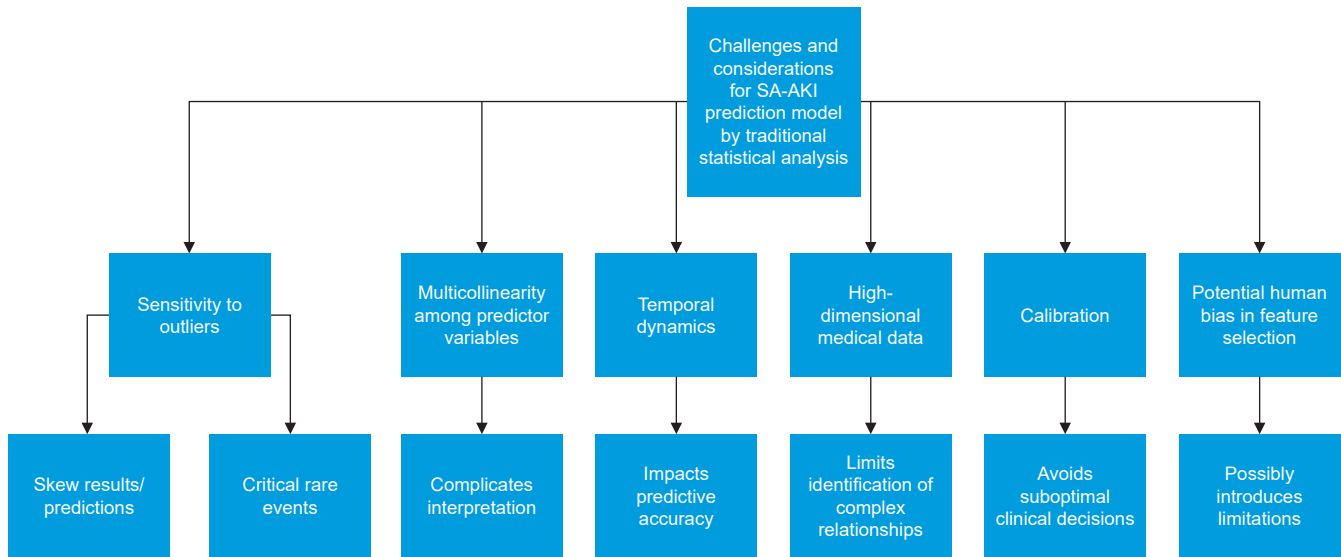 Challenges and
considerations
for SA-AKI
prediction model
by traditional
statistical analysis
Sensitivity to
outliers
Multicollinearity
among predictor
variables
Temporal
dynamics
High-
dimensional
medical data
Calibration
Potential human
bias in feature
selection
Skew results/
predictions
Critical rare
events
Complicates
interpretation
Impacts
predictive
accuracy
Limits
identification of
complex
relationships
Avoids
suboptimal
clinical decisions
Possibly
introduces
limitations